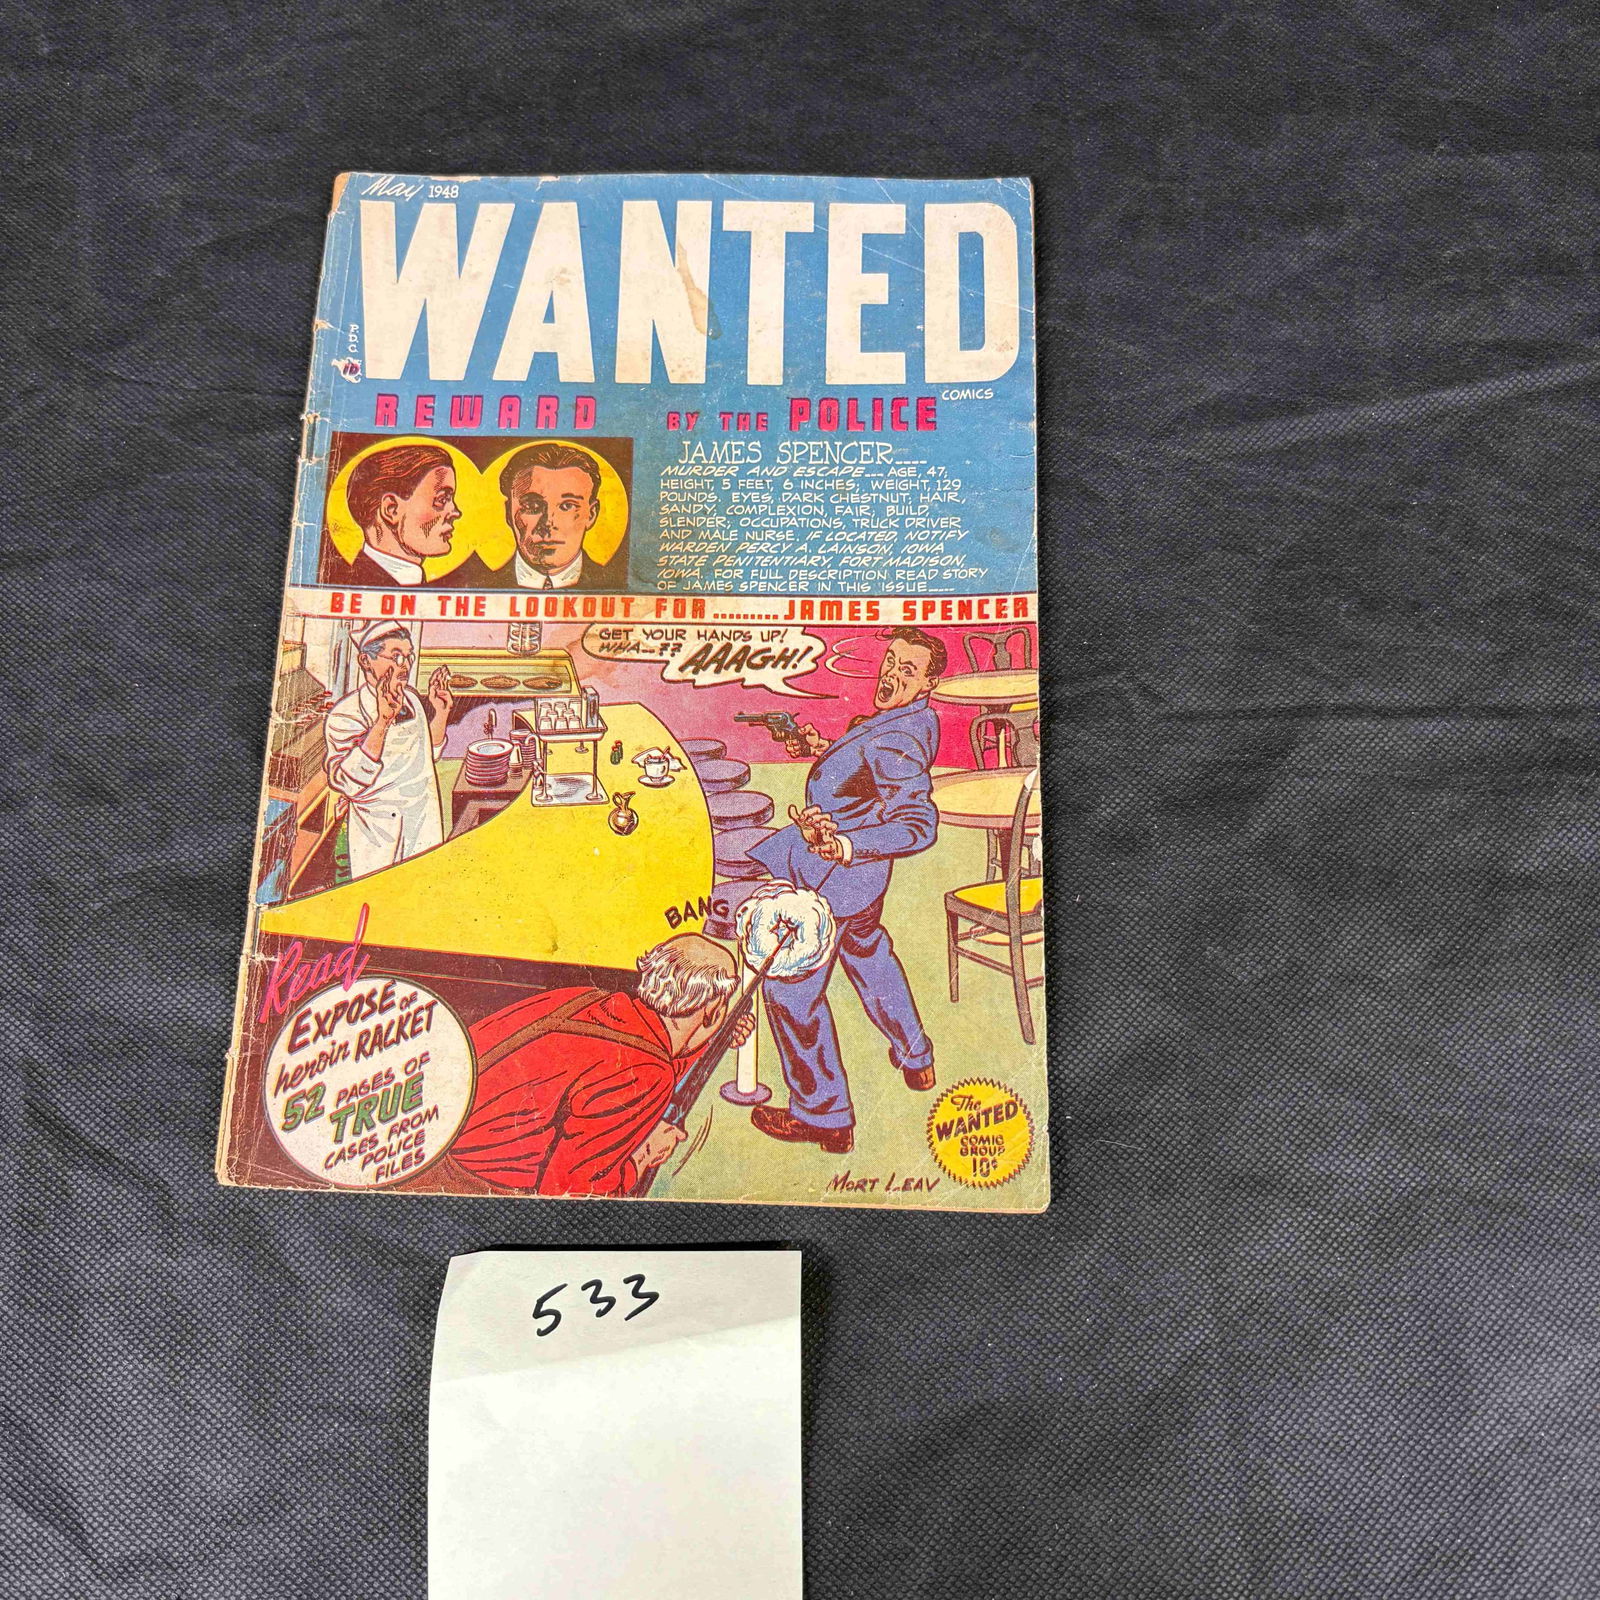 May 1948
WANTED
P.D.C.
10
COMICS
REWARD BY THE POLICE
JAMES SPENCER....
MURDER AND ESCAPE... AGE, 47;
HEIGHT, 5 FEET, 6 INCHES; WEIGHT, 129
POUNDS. EYES, DARK CHESTNUT; HAIR,
SANDY; COMPLEXION, FAIR; BUILD,
SLENDER; OCCUPATIONS, TRUCK DRIVER
AND MALE NURSE. IF LOCATED, NOTIFY
WARDEN PERCY A. LAINSON, IOWA
STATE PENITENTIARY, FORT MADISON,
IOWA. FOR FULL DESCRIPTION READ STORY
OF JAMES SPENCER IN THIS ISSUE.....
BE ON THE LOOKOUT FOR.........JAMES SPENCER
GET YOUR HANDS UP!
WHA--?? AAAGH!
BANG
Read
EXPOSE OF
heroin RACKET
52 PAGES OF
TRUE
CASES FROM
POLICE
FILES
The
WANTED
COMIC
GROUP
10¢
MORT LEAV
533